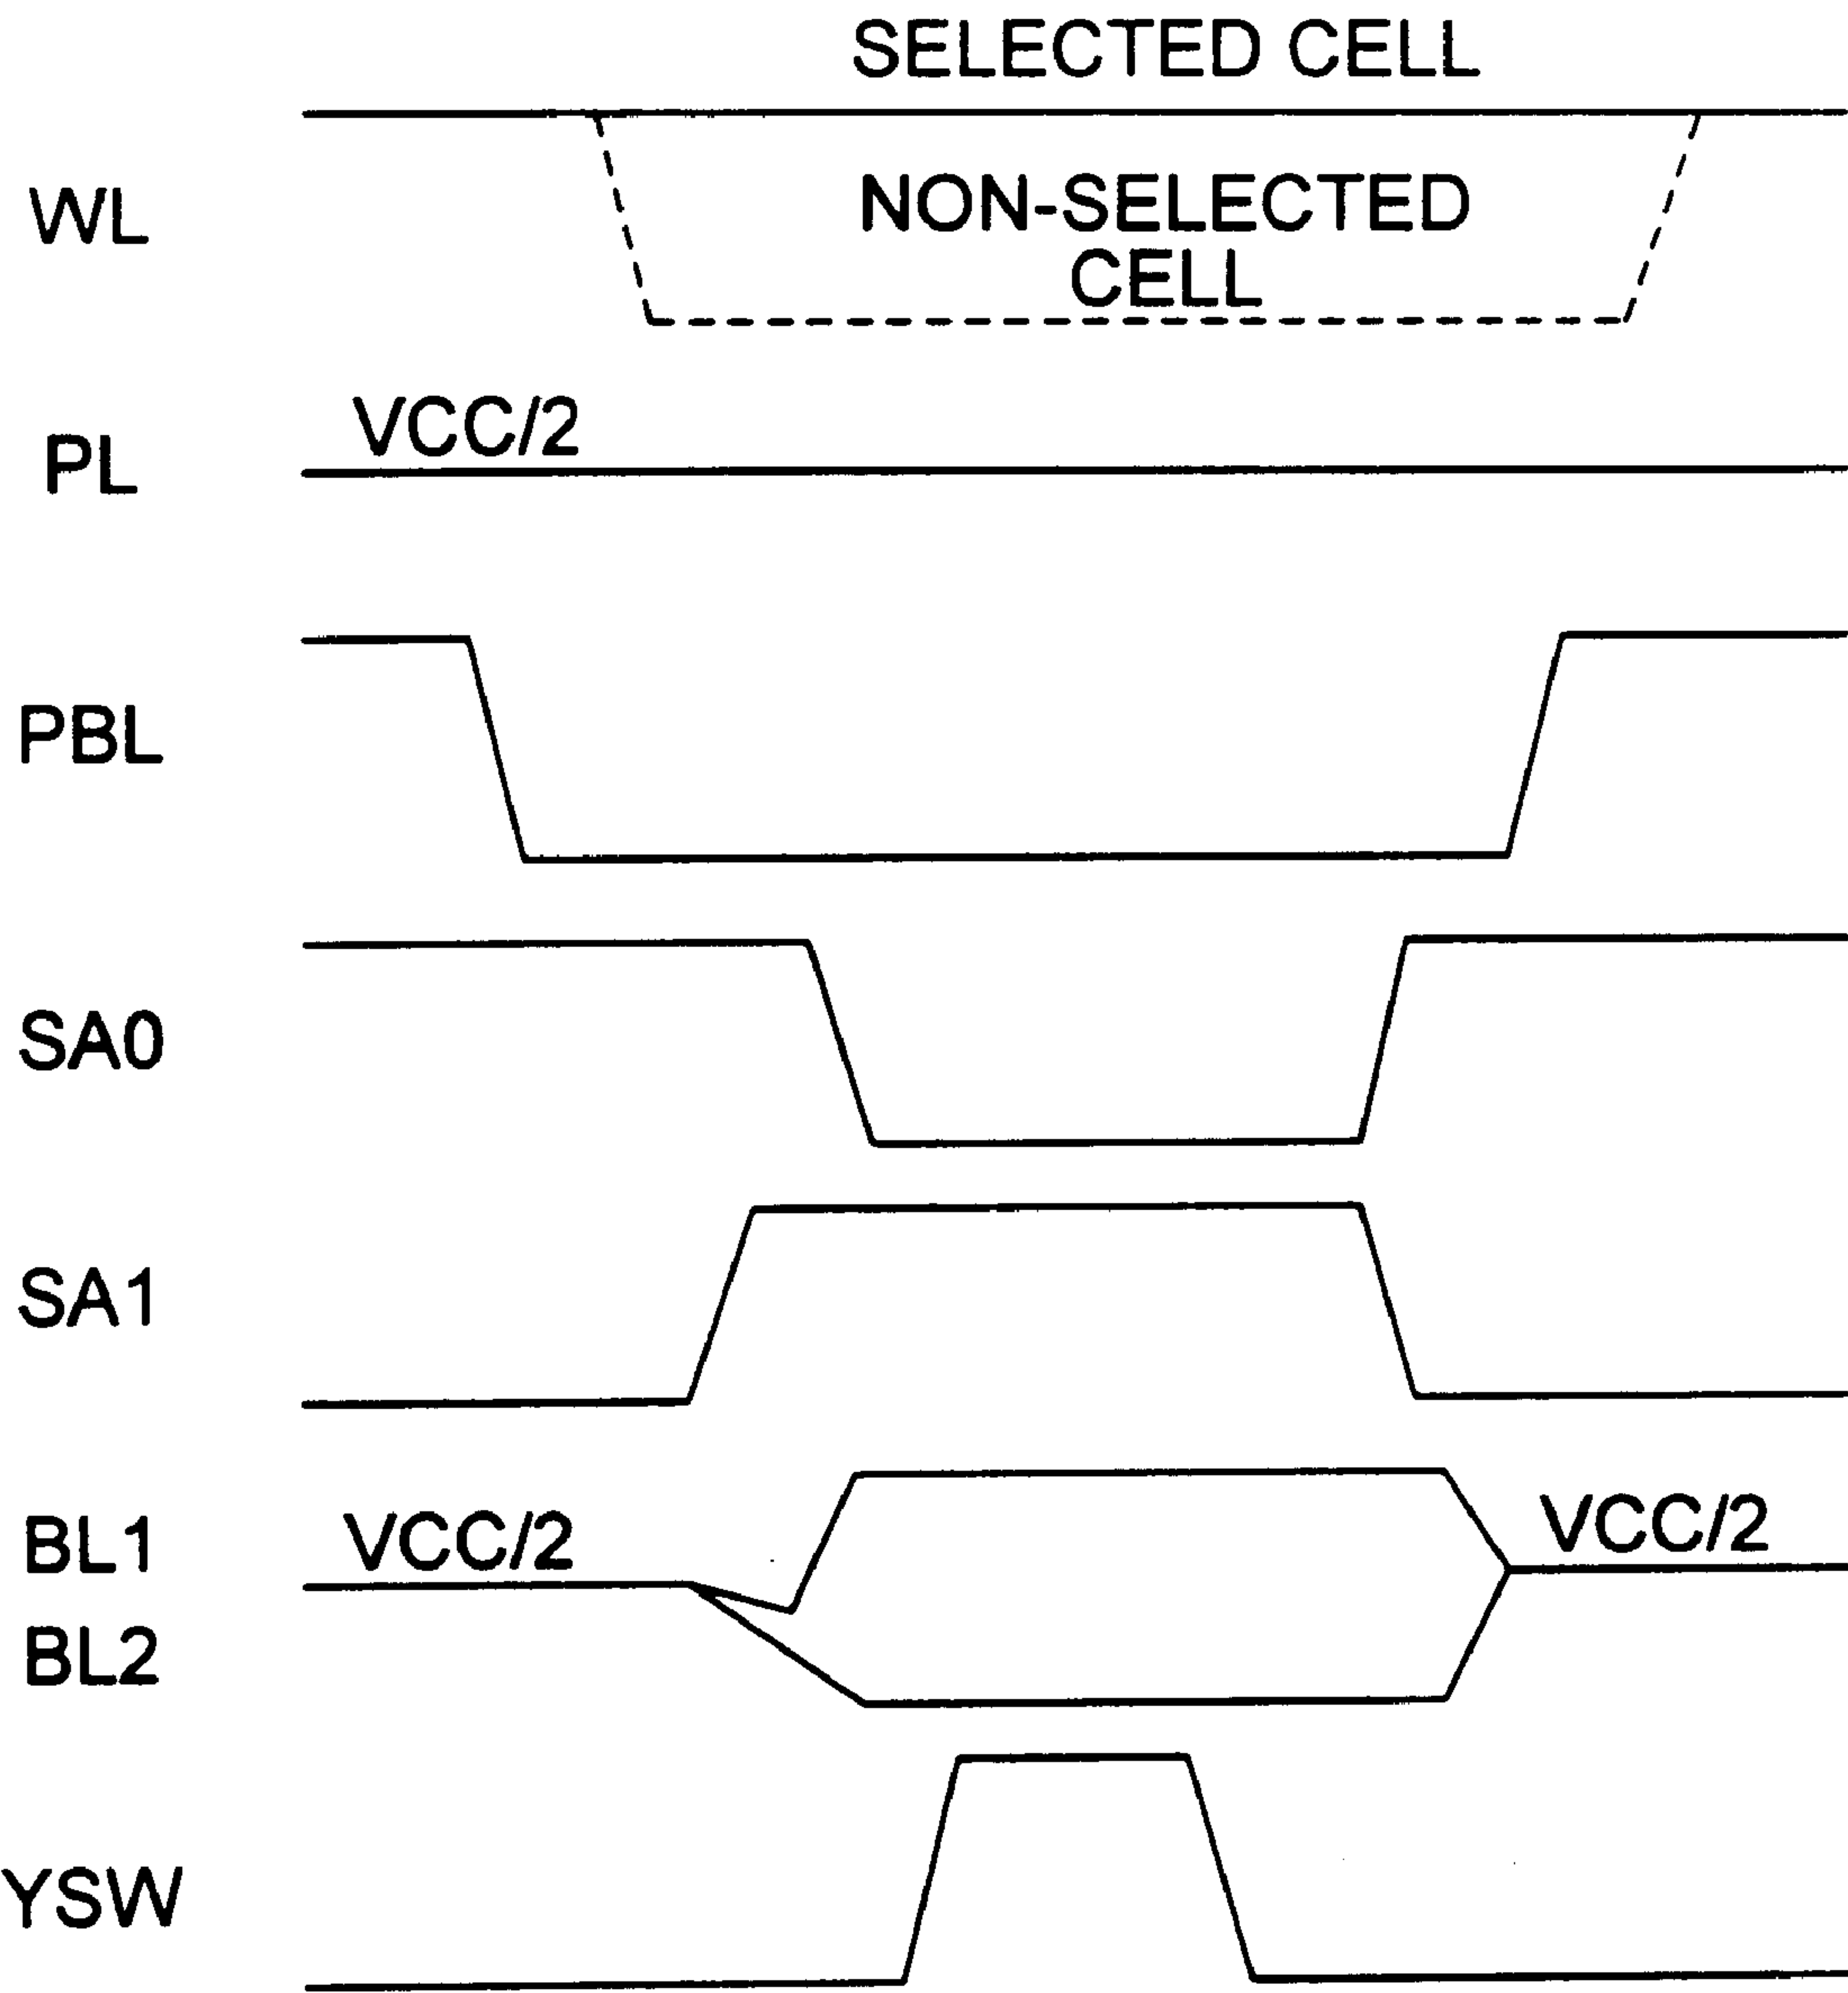 SELECTED CELL
WL
NON-SELECTED
CELL
VCC/2
PL
PBL
SA0
SA1
BL1
VCC/2
VCC/2
BL2
YSW